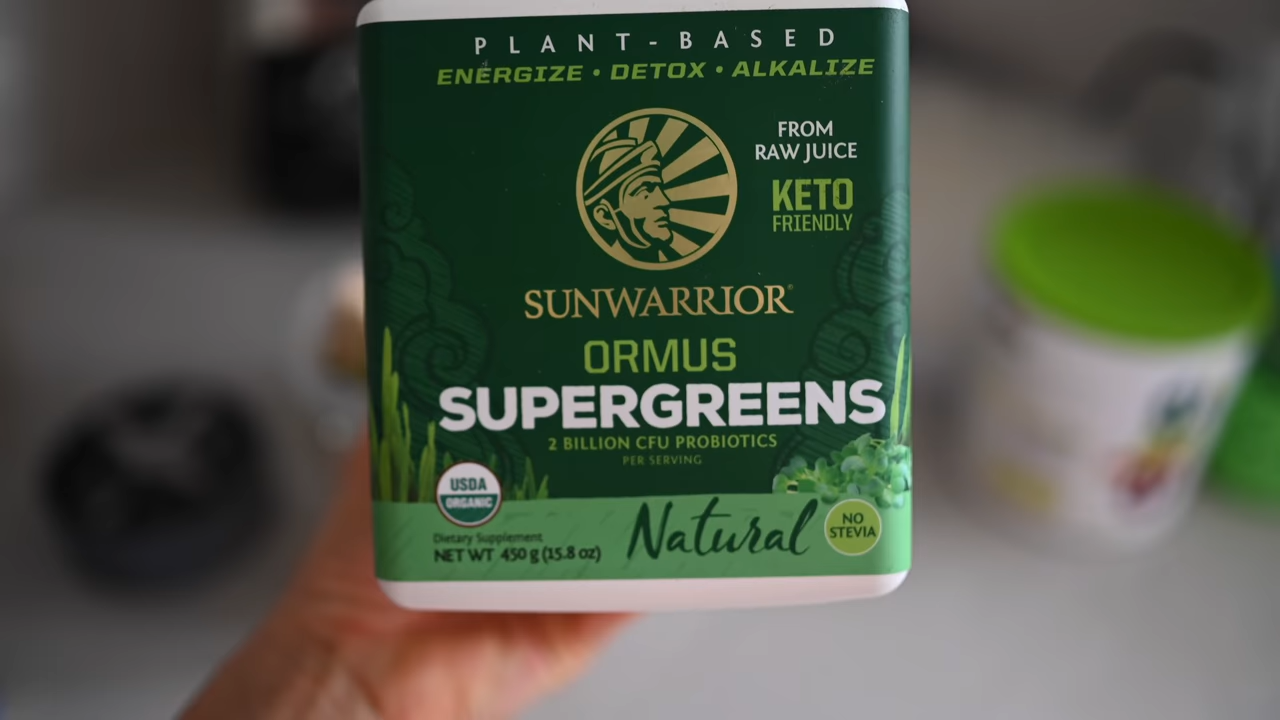 PLANT-BASED
ENERGIZE • DETOX • ALKALIZE
FROM
RAW JUICE
KETO
FRIENDLY
SUNWARRIOR®
ORMUS
SUPERGREENS
2 BILLION CFU PROBIOTICS
PER SERVING
USDA
ORGANIC
Dietary Supplement
NET WT 450 g (15.8 oz)
Natural
NO
STEVIA